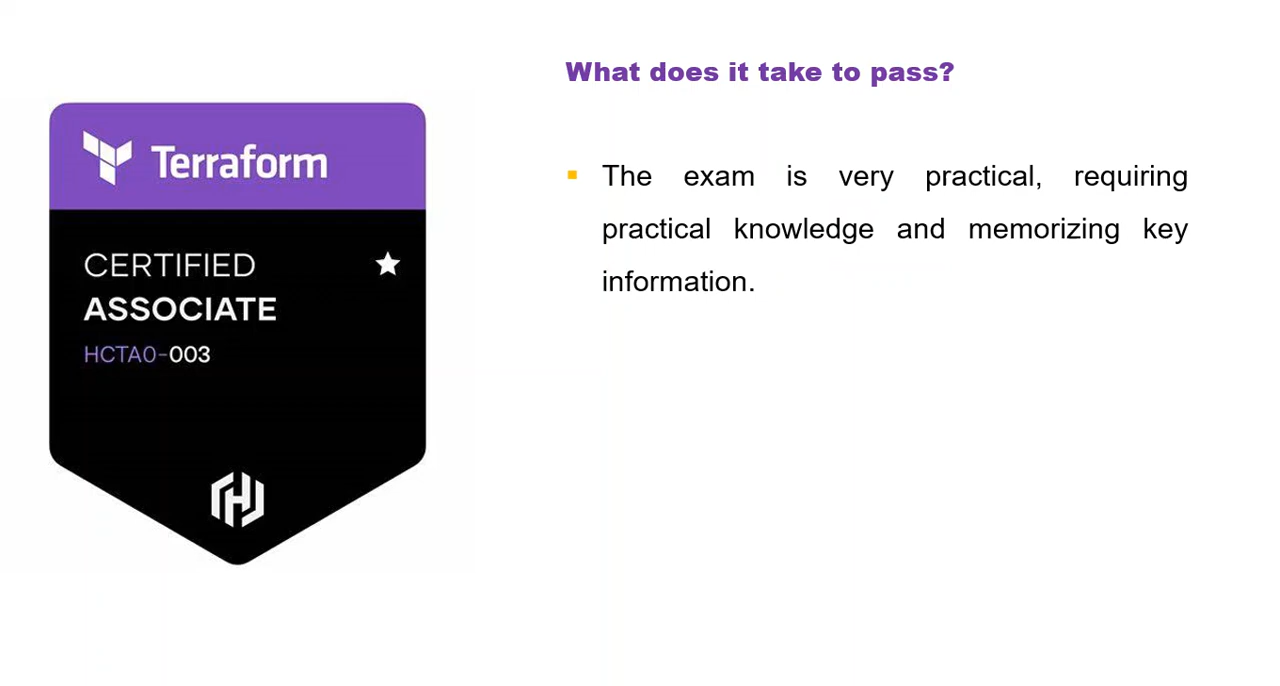 What does it take to pass?
Terraform
CERTIFIED
ASSOCIATE
HCTA0-003
The exam is very practical, requiring
practical knowledge and memorizing key
information.